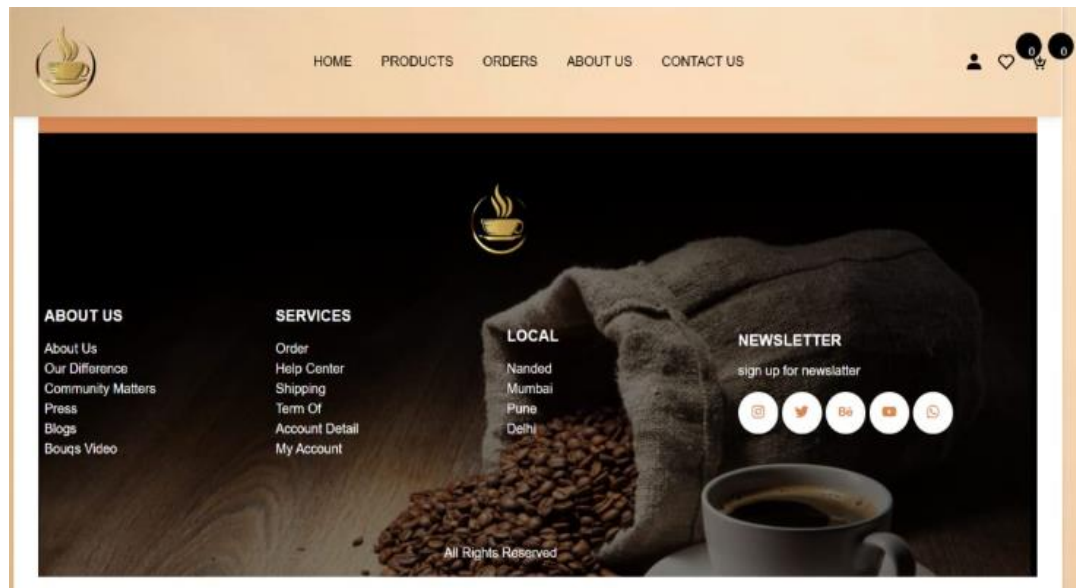 HOME PRODUCTS ORDERS ABOUT US CONTACT US
0 0
ABOUT US
About Us
Our Difference
Community Matters
Press
Blogs
Bouqs Video
SERVICES
Order
Help Center
Shipping
Term Of
Account Detail
My Account
LOCAL
Nanded
Mumbai
Pune
Delhi
NEWSLETTER
sign up for newslatter
Bē
All Rights Reserved